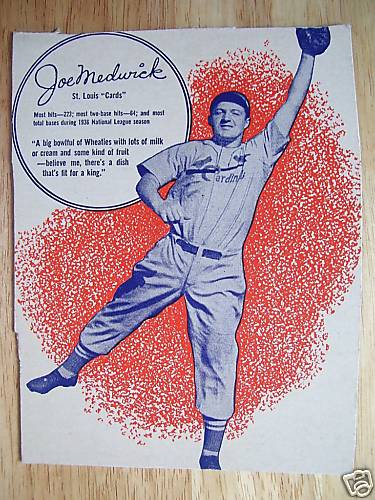 Joe Medwick
St. Louis "Cards"
Most hits—223; most two-base hits—64; and most
total bases during 1936 National League season
"A big bowlful of Wheaties with lots of milk
or cream and some kind of fruit
—believe me, there's a dish
that's fit for a king."
Cardinals